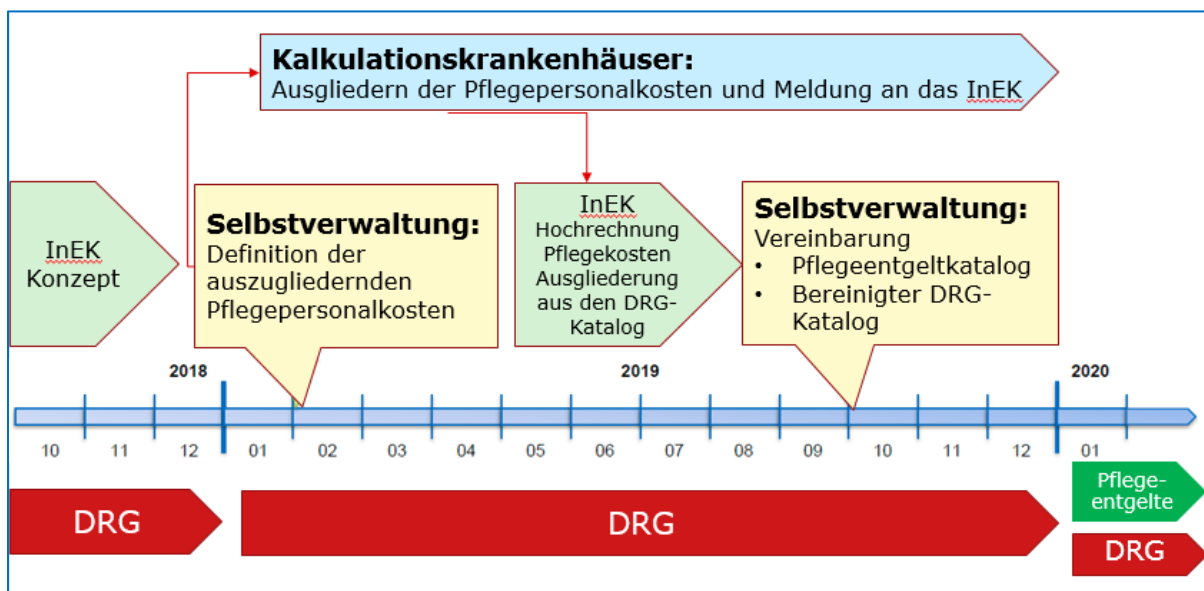 Kalkulationskrankenhäuser:
Ausgliedern der Pflegepersonalkosten und Meldung an das InEK
InEK
Konzept
Selbstverwaltung:
Definition der
auszugliedernden
Pflegepersonalkosten
InEK
Hochrechnung
Pflegekosten
Ausgliederung
aus den DRG-
Katalog
Selbstverwaltung:
Vereinbarung
• Pflegeentgeltkatalog
• Bereinigter DRG-
Katalog
2018 2019 2020
10 11 12 01 02 03 04 05 06 07 08 09 10 11 12 01
DRG
DRG
Pflege-
entgelte
DRG